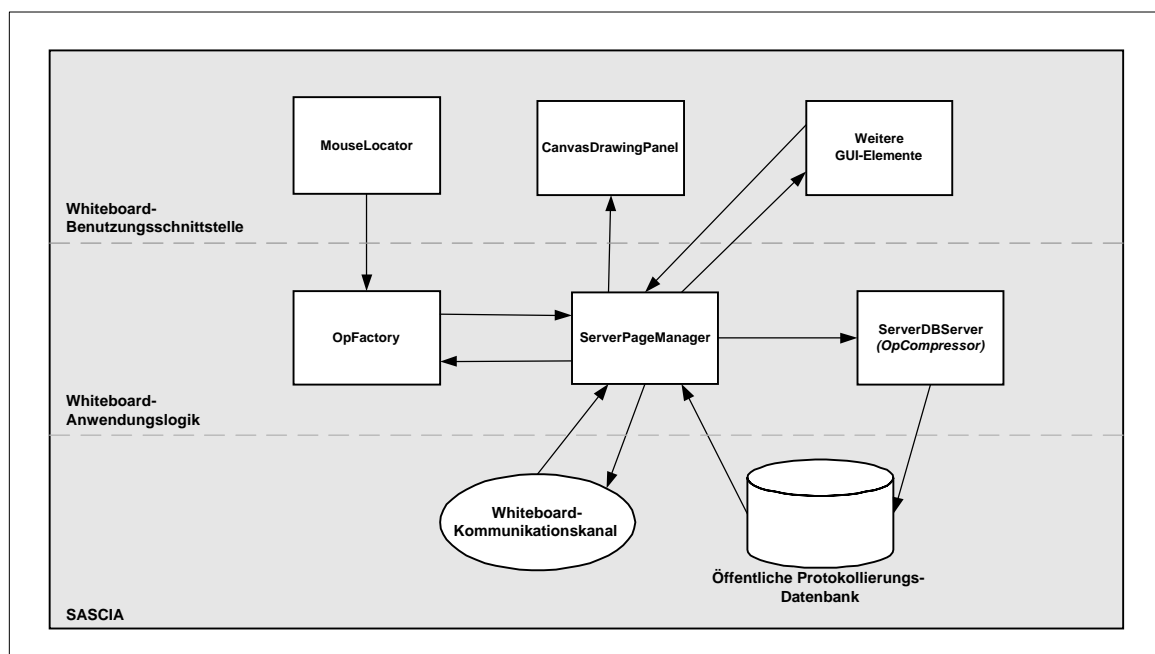 MouseLocator
CanvasDrawingPanel
Weitere
GUI-Elemente
Whiteboard-
Benutzungsschnittstelle
OpFactory
ServerPageManager
ServerDBServer
(OpCompressor)
Whiteboard-
Anwendungslogik
Whiteboard-
Kommunikationskanal
Öffentliche Protokollierungs-
Datenbank
SASCIA